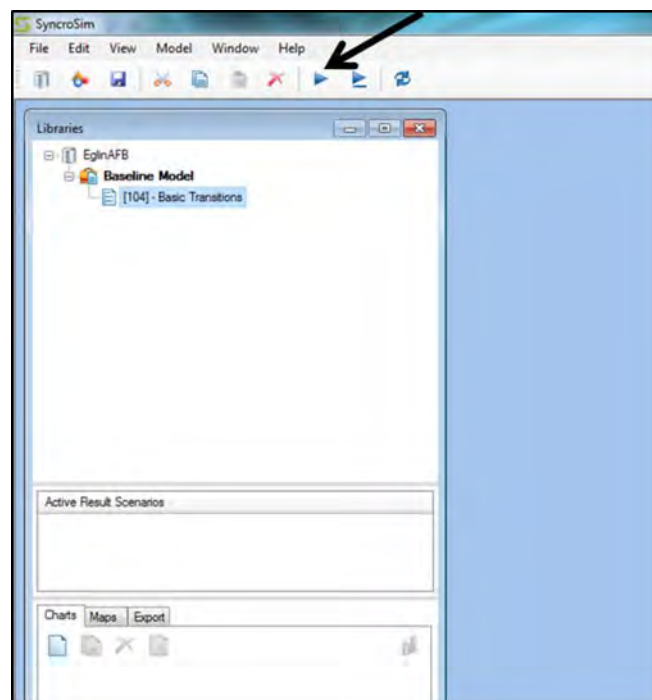 SyncroSim
File Edit View Model Window Help
Libraries
EglinAFB
Baseline Model
[104] - Basic Transitions
Active Result Scenarios
Charts Maps Export